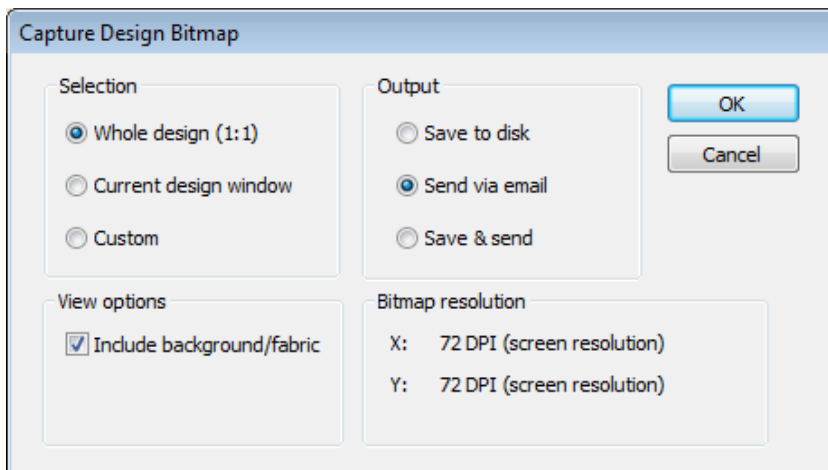 Capture Design Bitmap
Selection
Whole design (1:1)
Current design window
Custom
Output
Save to disk
Send via email
Save & send
OK
Cancel
View options
Include background/fabric
Bitmap resolution
X: 72 DPI (screen resolution)
Y: 72 DPI (screen resolution)